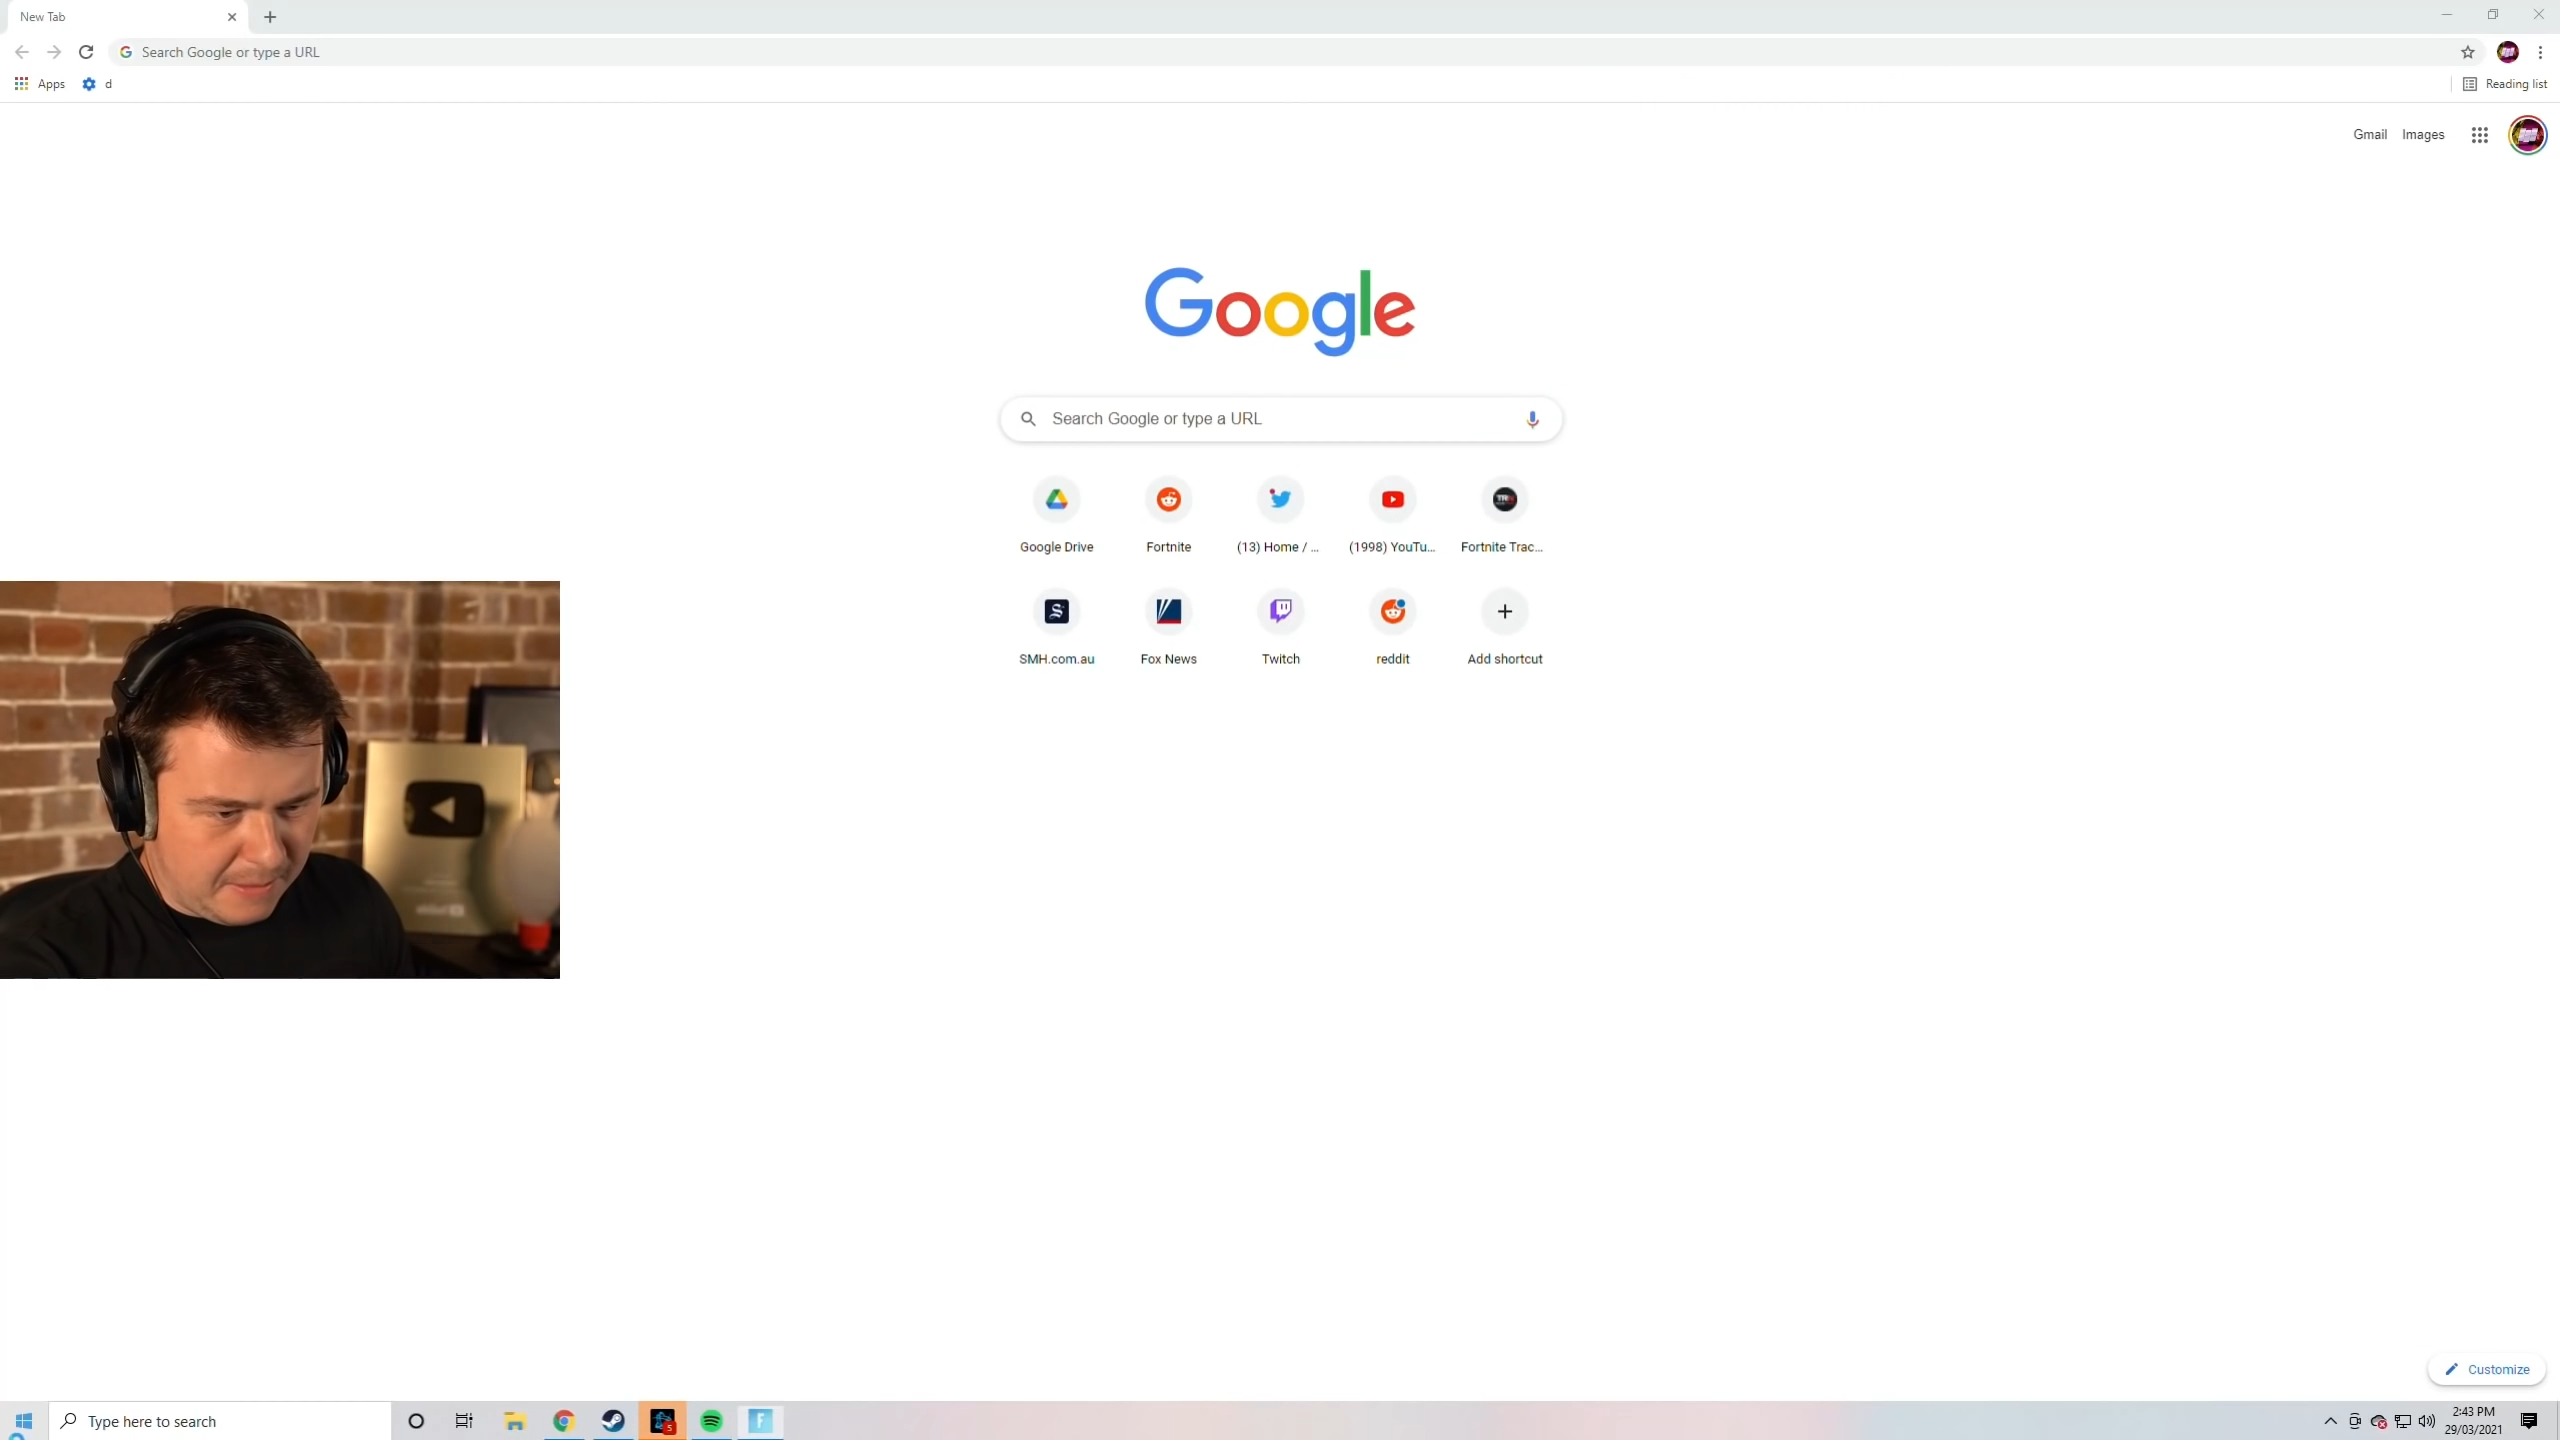 New Tab
Search Google or type a URL
Apps d Reading list
Gmail Images
Google
Search Google or type a URL
Google Drive Fortnite (13) Home / ... (1998) YouTu... Fortnite Trac...
SMH.com.au Fox News Twitch reddit Add shortcut
Customize
Type here to search
2:43 PM
29/03/2021